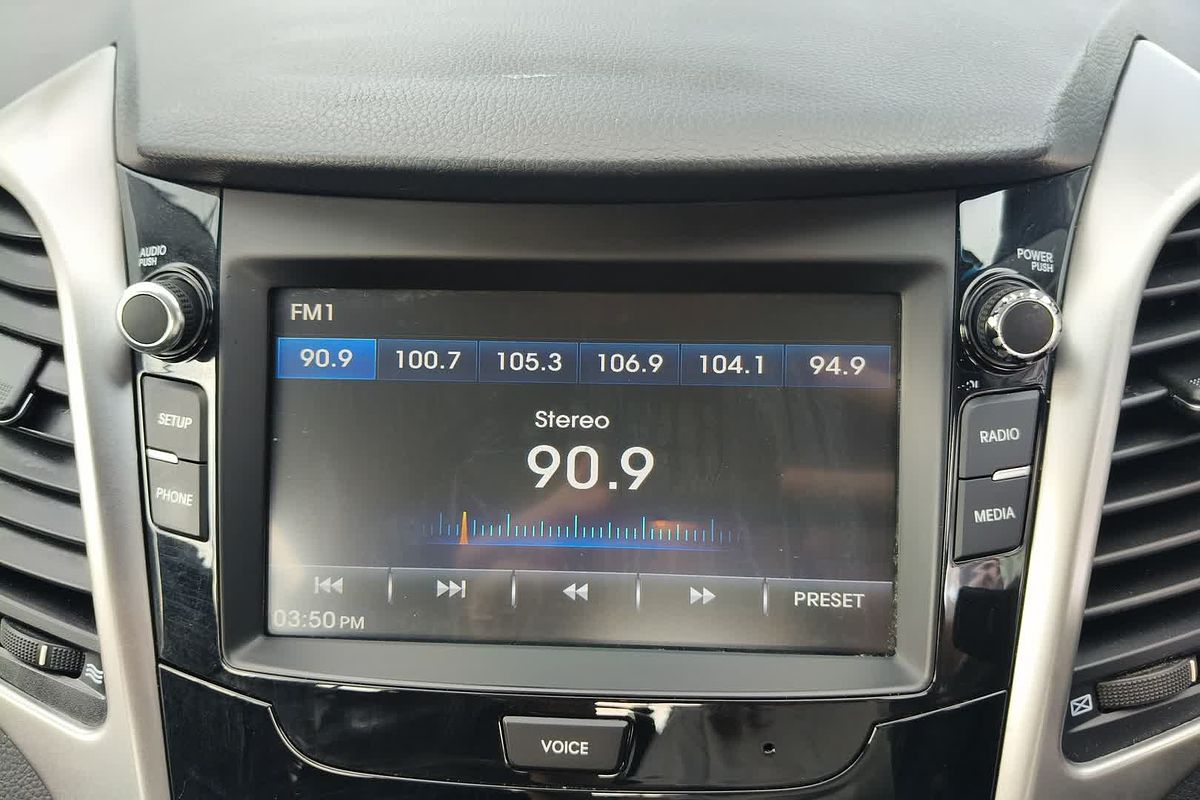 AUDIO
PUSH
POWER
PUSH
FM1
90.9 100.7 105.3 106.9 104.1 94.9
SETUP
PHONE
RADIO
MEDIA
Stereo
90.9
PRESET
03:50 PM
VOICE